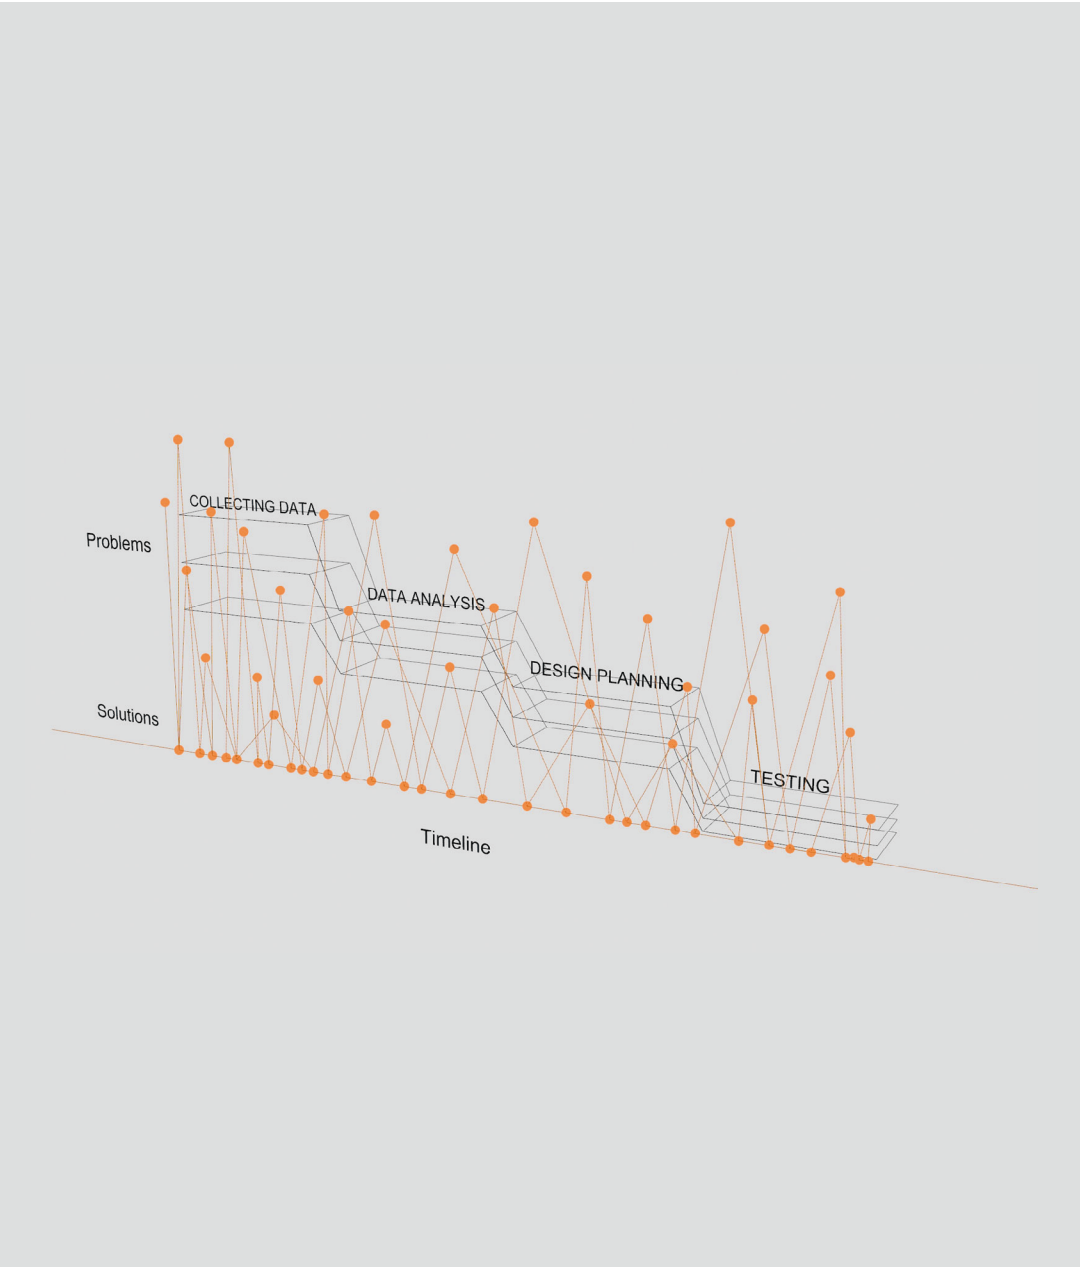 COLLECTING DATA
Problems
DATA ANALYSIS
DESIGN PLANNING
Solutions
TESTING
Timeline